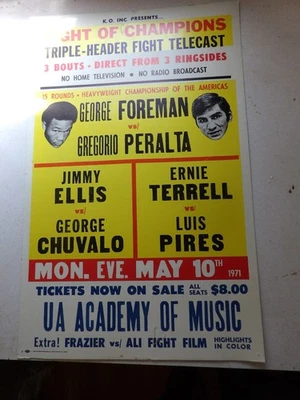 K.O. INC PRESENTS...
GHT OF CHAMPIONS
TRIPLE-HEADER FIGHT TELECAST
3 BOUTS • DIRECT FROM 3 RINGSIDES
NO HOME TELEVISION • NO RADIO BROADCAST
15 ROUNDS • HEAVYWEIGHT CHAMPIONSHIP OF THE AMERICAS
GEORGE FOREMAN
vs/
GREGORIO PERALTA
JIMMY
ELLIS
vs/
GEORGE
CHUVALO
ERNIE
TERRELL
vs/
LUIS
PIRES
MON. EVE. MAY 10TH 1971
TICKETS NOW ON SALE ALL SEATS $8.00
UA ACADEMY OF MUSIC
Extra! FRAZIER vs/ ALI FIGHT FILM HIGHLIGHTS IN COLOR